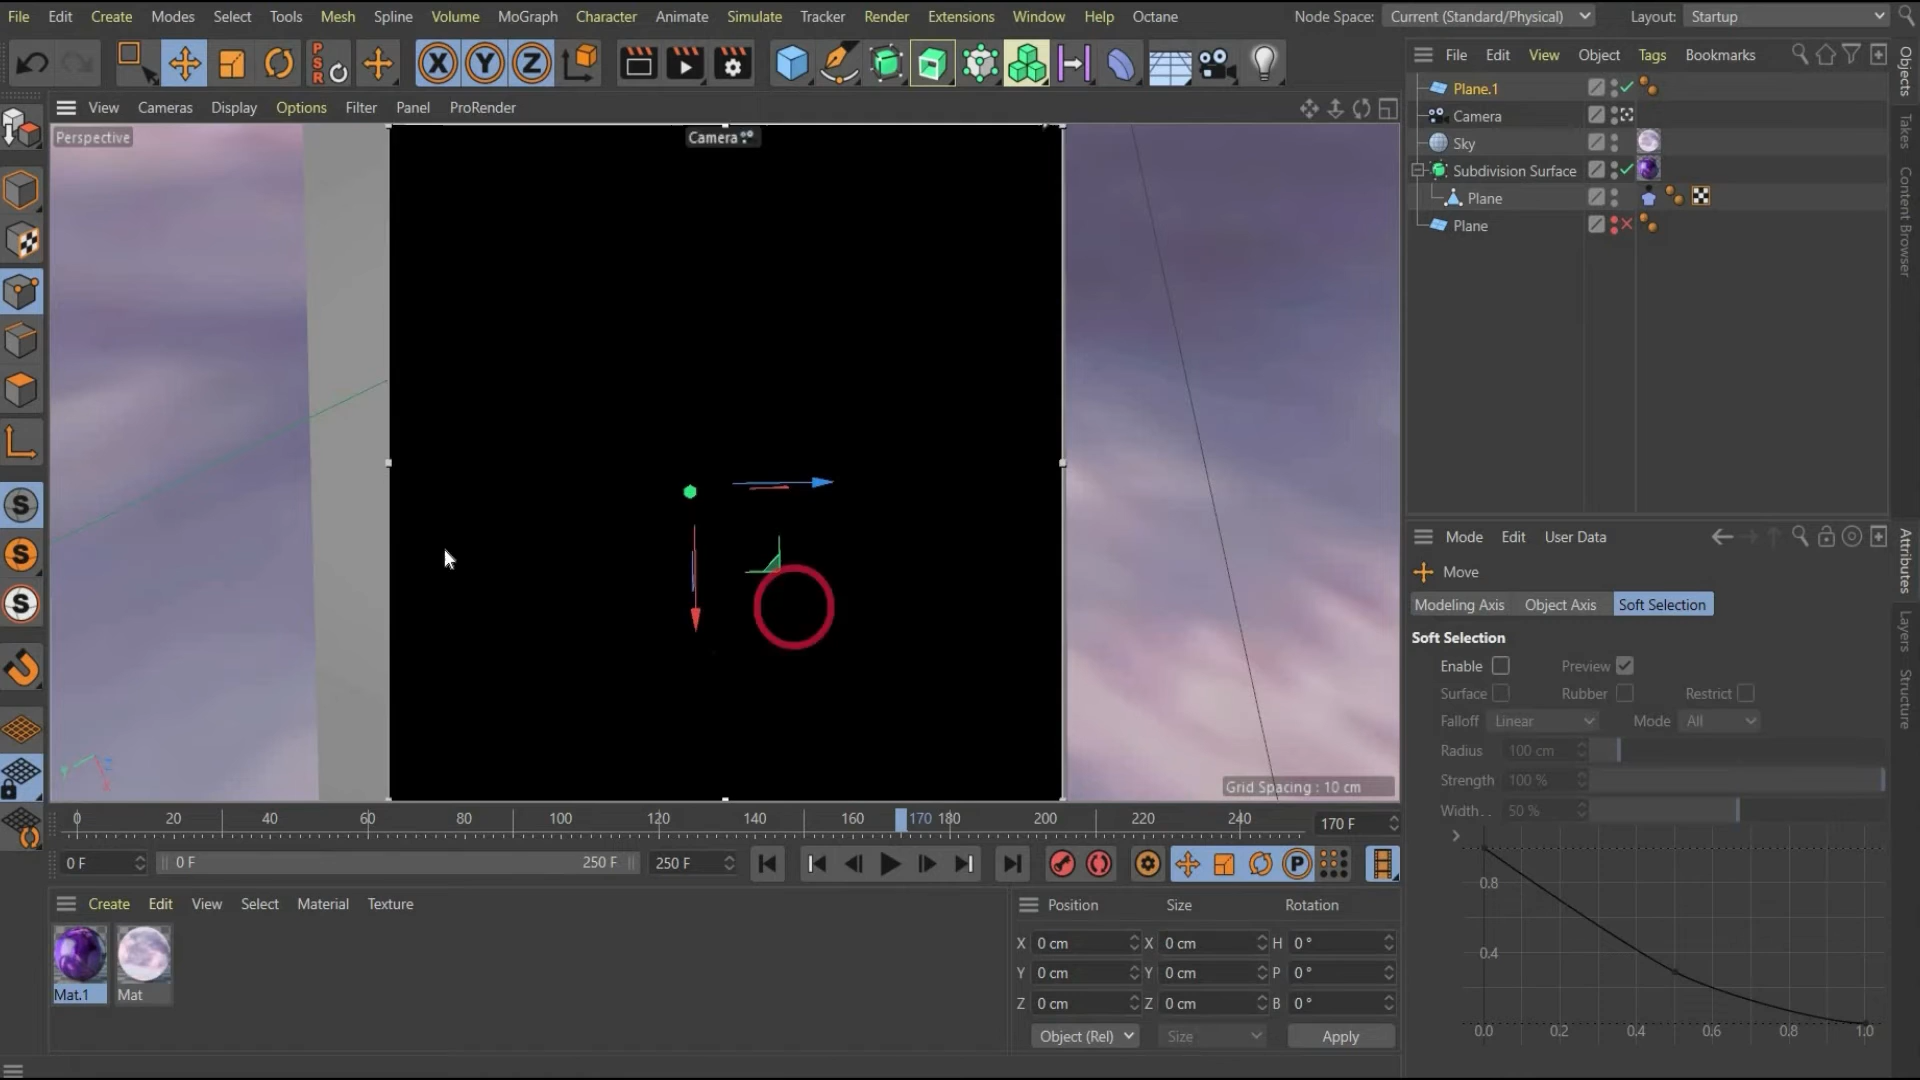 File Edit Create Modes Select Tools Mesh Spline Volume MoGraph Character Animate Simulate Tracker Render Extensions Window Help Octane Node Space: Current (Standard/Physical) Layout: Startup
P S R X Y Z
File Edit View Object Tags Bookmarks
View Cameras Display Options Filter Panel ProRender
Perspective
Camera
Plane.1
Camera
Sky
Subdivision Surface
Plane
Plane
Objects
Takes
Content Browser
Mode Edit User Data
Move
Modeling Axis Object Axis Soft Selection
Soft Selection
Enable Preview
Surface Rubber Restrict
Falloff Linear Mode All
Radius 100 cm
Strength 100 %
Width.. 50 %
0.8
0.4
0.0 0.2 0.4 0.6 0.8 1.0
Attributes
Layers
Structure
S
S
S
Y Z X
Grid Spacing : 10 cm
0 20 40 60 80 100 120 140 160 170 180 200 220 240 170 F
0 F 0 F 250 F 250 F P
Create Edit View Select Material Texture
Mat.1 Mat
Position Size Rotation
X 0 cm X 0 cm H 0 °
Y 0 cm Y 0 cm P 0 °
Z 0 cm Z 0 cm B 0 °
Object (Rel) Size Apply